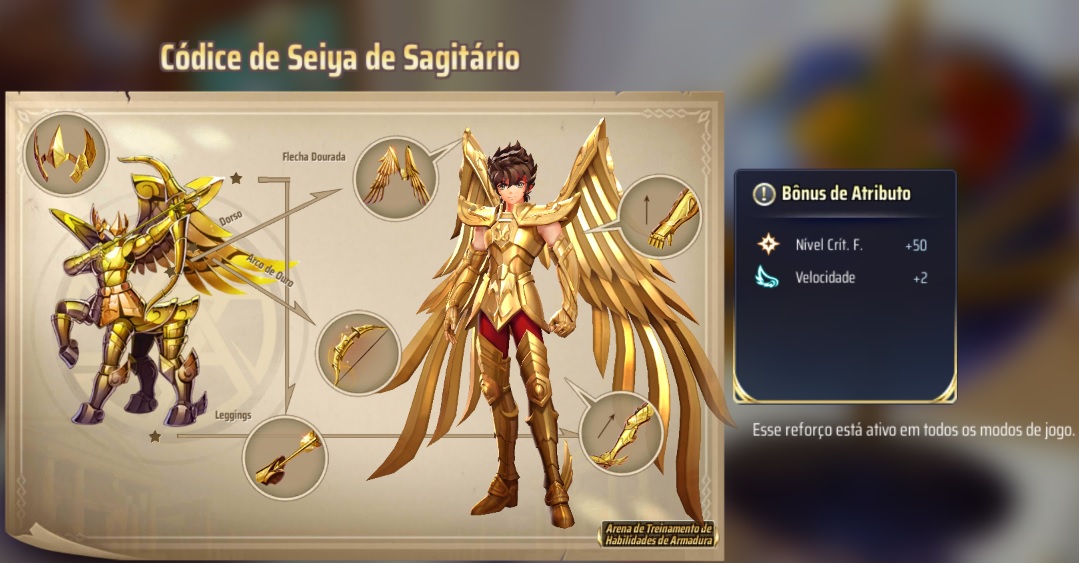 Códice de Seiya de Sagitário
Flecha Dourada
Dorso
Arco de Ouro
Leggings
Arena de Treinamento de
Habilidades de Armadura
Bônus de Atributo
Nível Crít. F. +50
Velocidade +2
Esse reforço está ativo em todos os modos de jogo.